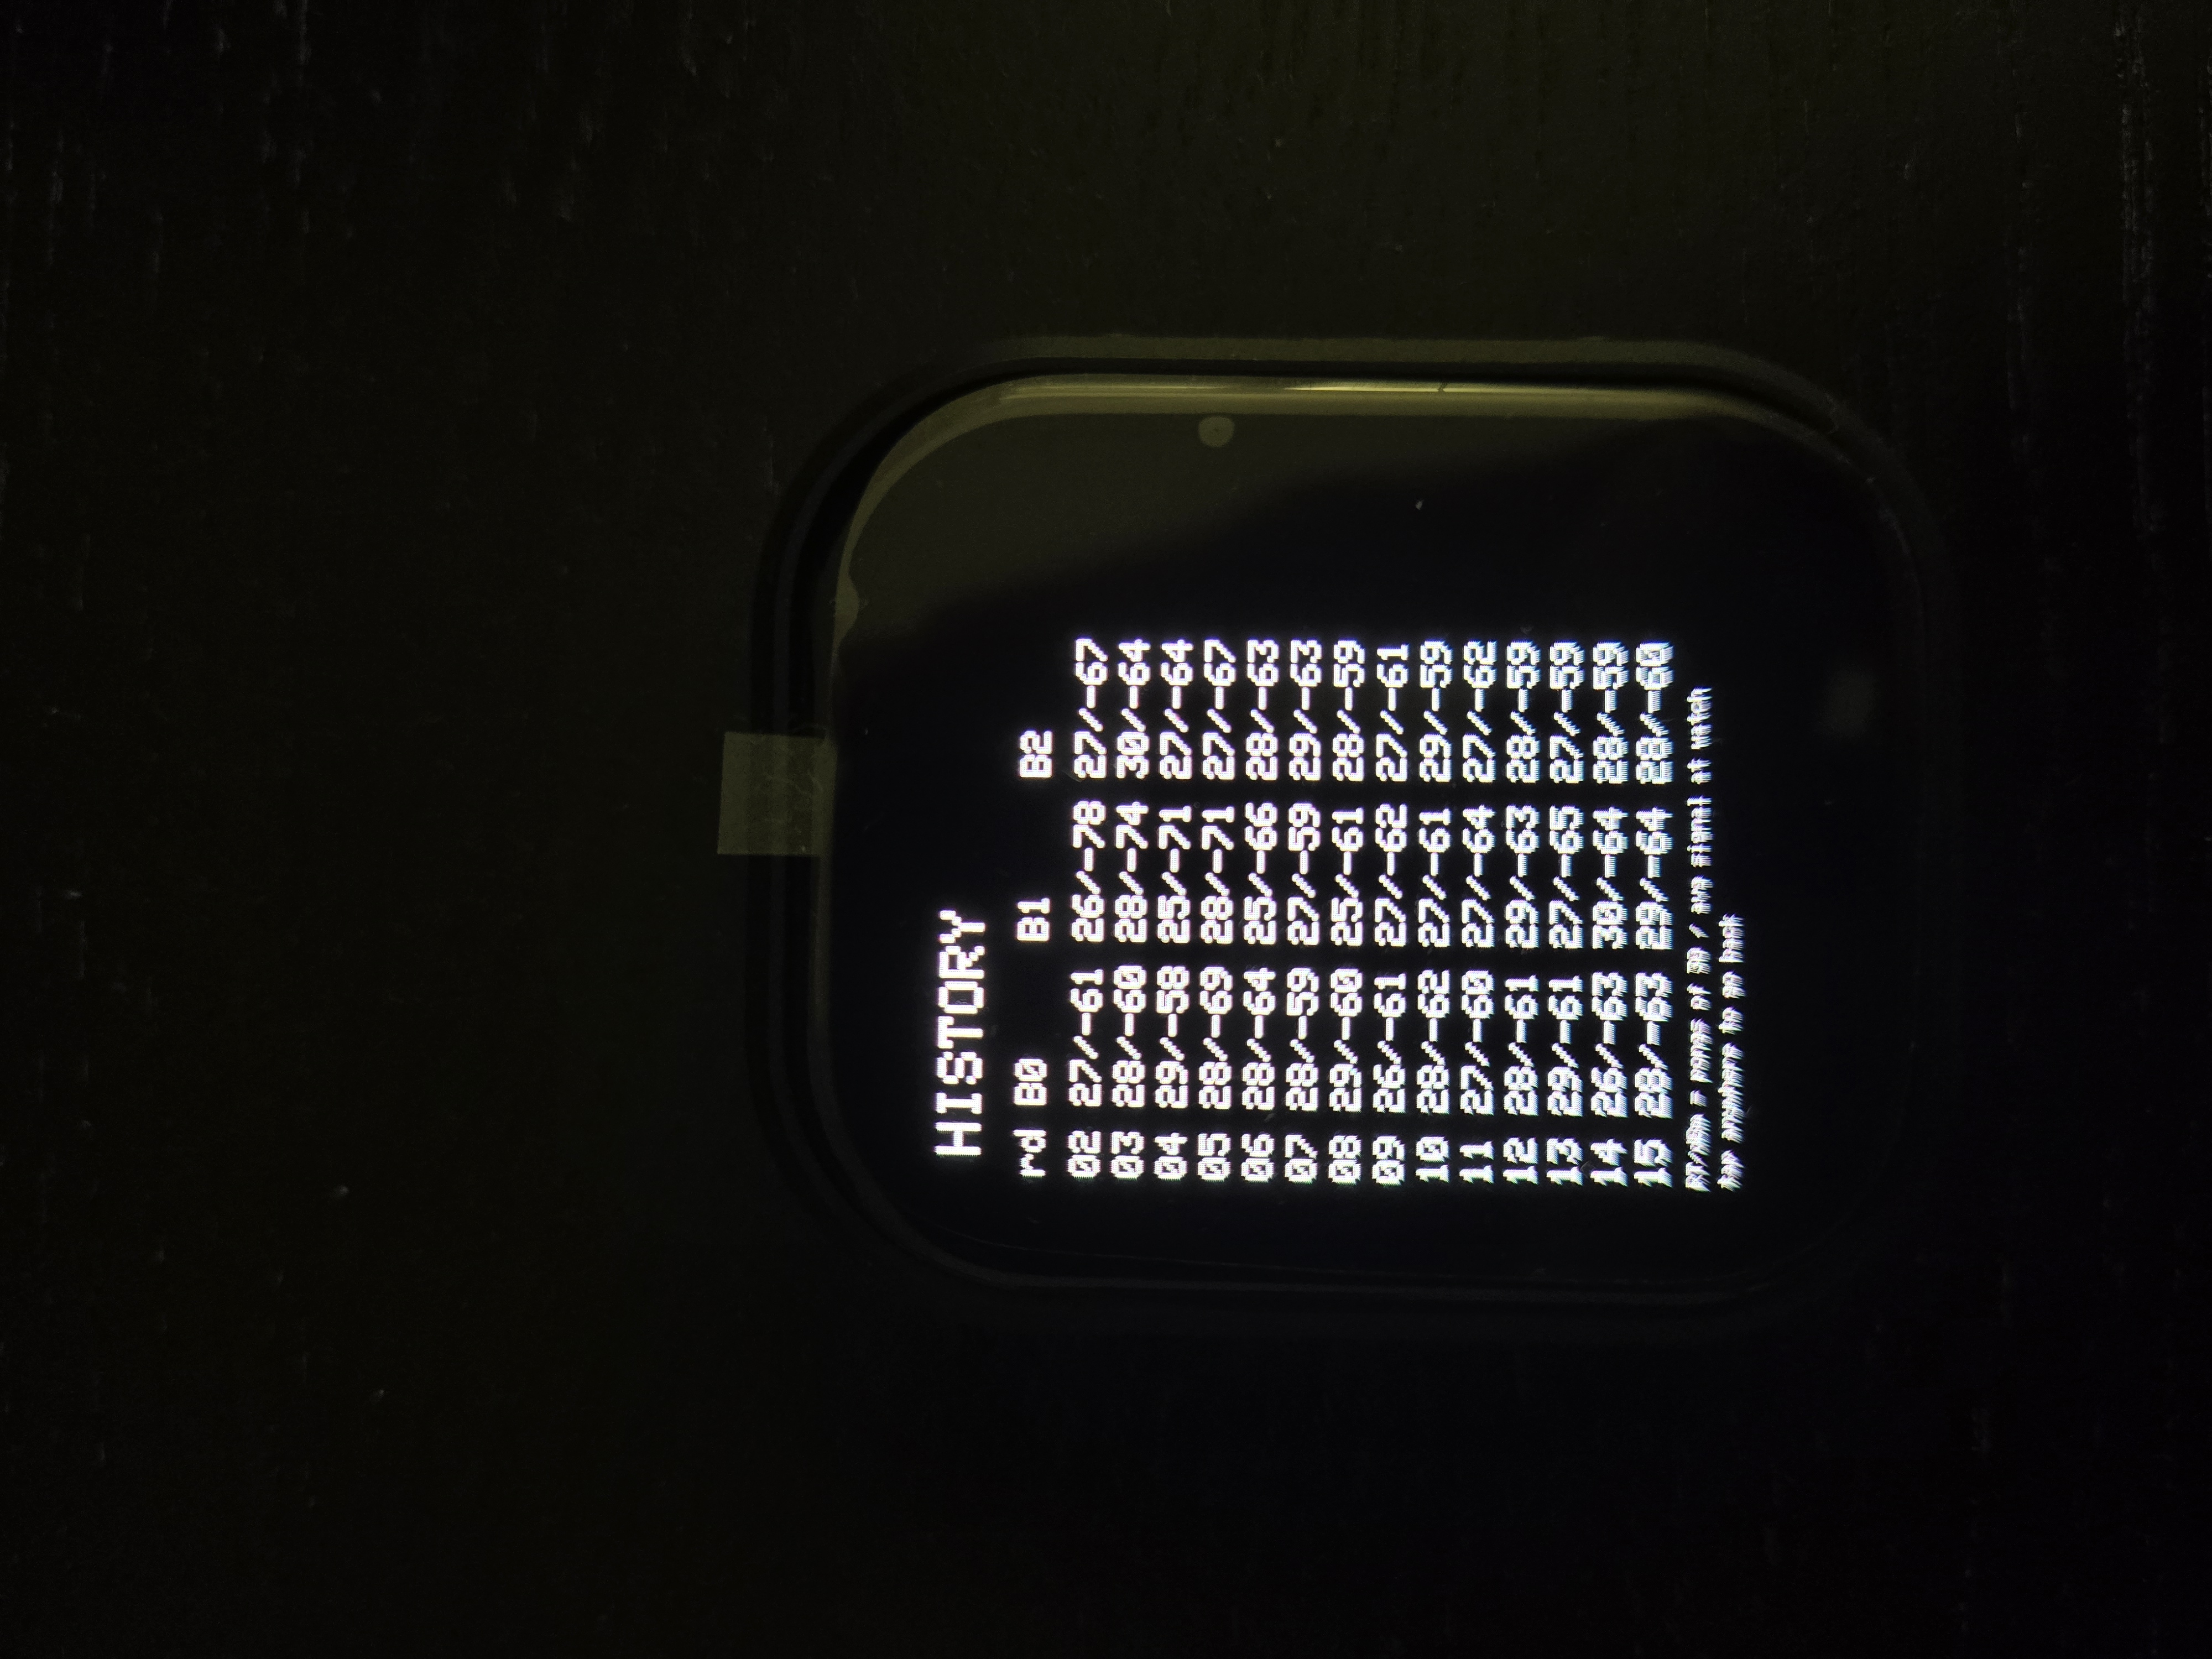 HISTORY
rd B0 B1 B2
02 27/-61 26/-78 27/-67
03 28/-60 28/-74 30/-64
04 29/-58 25/-71 27/-64
05 28/-69 28/-71 27/-67
06 28/-64 25/-66 28/-63
07 28/-59 27/-59 29/-63
08 29/-60 25/-61 28/-59
09 26/-61 27/-62 27/-61
10 28/-62 27/-61 29/-59
11 27/-60 27/-64 27/-62
12 28/-61 29/-63 28/-59
13 29/-61 27/-65 27/-59
14 26/-63 30/-64 28/-59
15 28/-63 29/-64 28/-60
RT/dBm = pongs of 30 / avg signal at watch
tap anywhere to go back